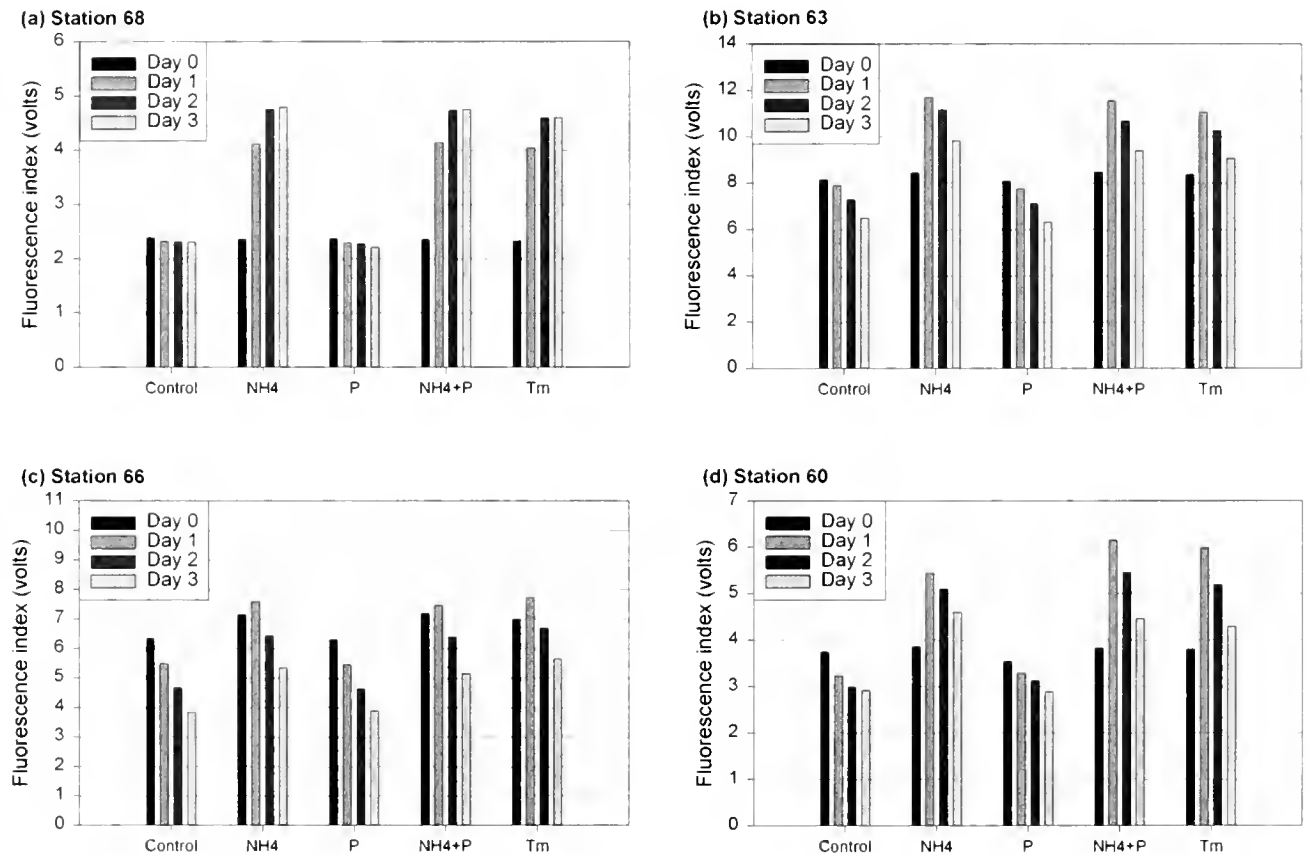 (a) Station 68
Fluorescence index (volts)
6
5
4
3
2
1
0
Day 0
Day 1
Day 2
Day 3
Control NH4 P NH4+P Tm
(b) Station 63
Fluorescence index (volts)
14
12
10
8
6
4
2
0
Day 0
Day 1
Day 2
Day 3
Control NH4 P NH4+P Tm
(c) Station 66
Fluorescence index (volts)
11
10
9
8
7
6
5
4
3
2
1
0
Day 0
Day 1
Day 2
Day 3
Control NH4 P NH4+P Tm
(d) Station 60
Fluorescence index (volts)
7
6
5
4
3
2
1
0
Day 0
Day 1
Day 2
Day 3
Control NH4 P NH4+P Tm